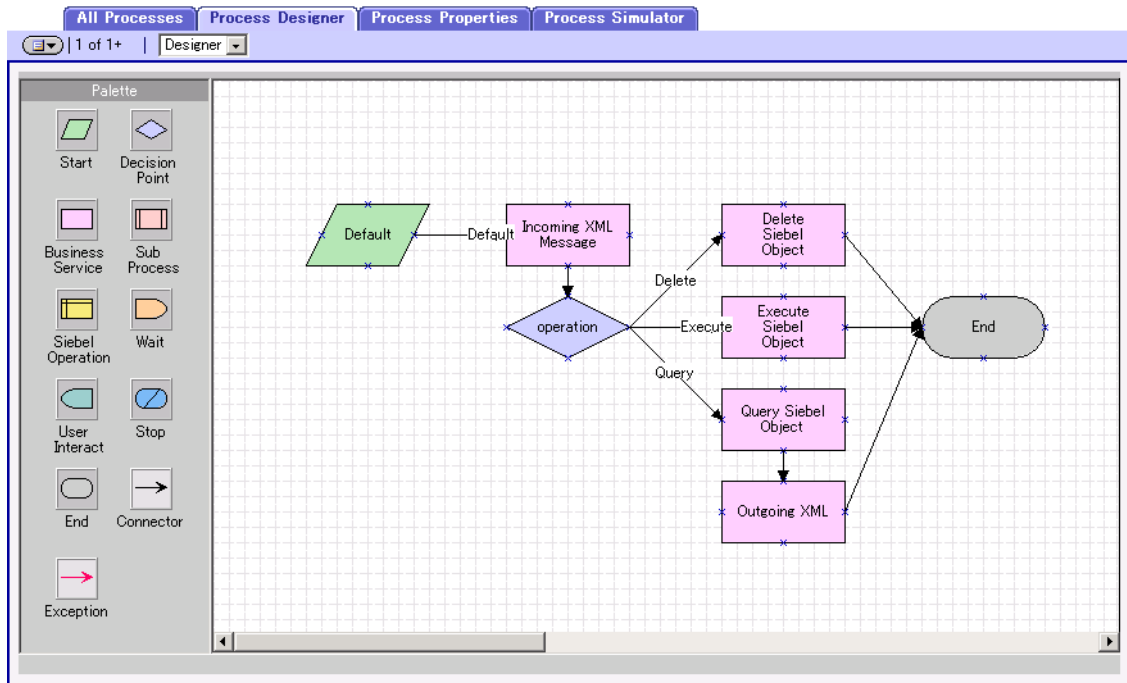 All Processes Process Designer Process Properties Process Simulator
1 of 1+ Designer
Palette
Start
Decision
Point
Business
Service
Sub
Process
Siebel
Operation
Wait
User
Interact
Stop
End
Connector
Exception
Default
Default
Incoming XML
Message
operation
Delete
Execute
Query
Delete
Siebel
Object
Execute
Siebel
Object
Query Siebel
Object
Outgoing XML
End